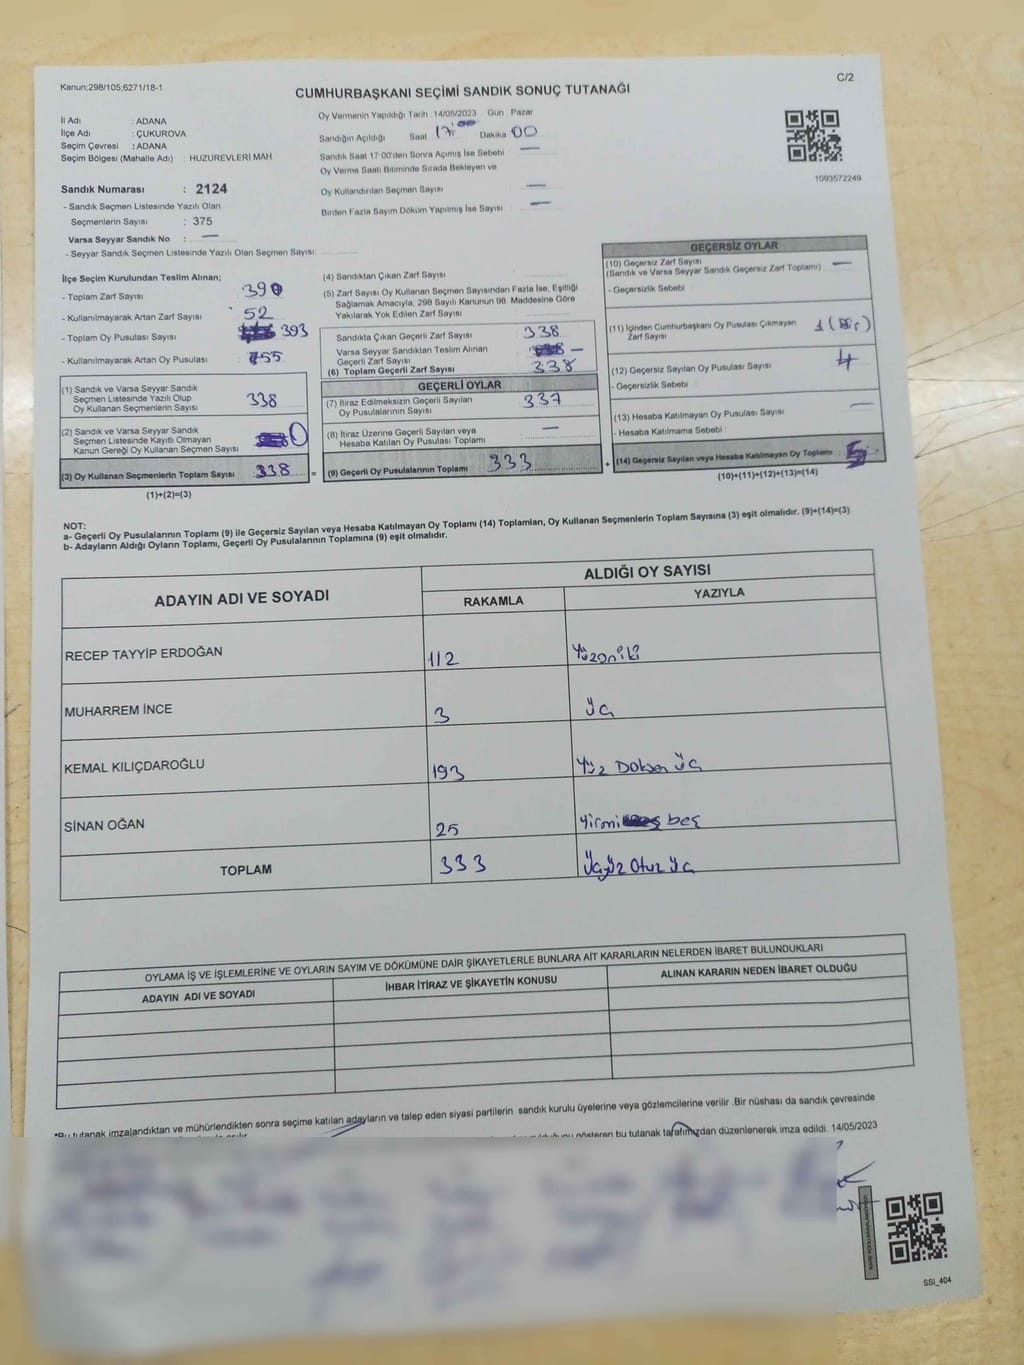 Kanun;298/105;6271/18-1
C/2
CUMHURBAŞKANI SEÇİMİ SANDIK SONUÇ TUTANAĞI
İl Adı : ADANA
İlçe Adı : ÇUKUROVA
Seçim Çevresi : ADANA
Seçim Bölgesi (Mahalle Adı) : HUZUREVLERİ MAH
Sandık Numarası : 2124
- Sandık Seçmen Listesinde Yazılı Olan
Seçmenlerin Sayısı : 375
Varsa Seyyar Sandık No : —
- Seyyar Sandık Seçmen Listesinde Yazılı Olan Seçmen Sayısı
Oy Vermenin Yapıldığı Tarih 14/05/2023 Gün Pazar
Sandığın Açıldığı Saat 17:00 Dakika 00
Sandık Saat 17:00'den Sonra Açımış İse Sebebi —
Oy Verme Saati Bitiminde Sırada Bekleyen ve
Oy Kullandırılan Seçmen Sayısı —
Birden Fazla Sayım Döküm Yapılmış İse Sayısı —
1093572249
İlçe Seçim Kurulundan Teslim Alınan;
- Toplam Zarf Sayısı 390
- Kullanılmayarak Artan Zarf Sayısı 52
- Toplam Oy Pusulası Sayısı 393
- Kullanılmayarak Artan Oy Pusulası 55
(1) Sandık ve Varsa Seyyar Sandık
Seçmen Listesinde Yazılı Olup
Oy Kullanan Seçmenlerin Sayısı 338
(2) Sandık ve Varsa Seyyar Sandık
Seçmen Listesinde Kayıtlı Olmayan
Kanun Gereği Oy Kullanan Seçmen Sayısı 0
(3) Oy Kullanan Seçmenlerin Toplam Sayısı 338 =
(1)+(2)=(3)
(4) Sandıktan Çıkan Zarf Sayısı
(5) Zarf Sayısı Oy Kullanan Seçmen Sayısından Fazla İse, Eşitliği
Sağlamak Amacıyla; 298 Sayılı Kanunun 98. Maddesine Göre
Yakılarak Yok Edilen Zarf Sayısı
Sandıkta Çıkan Geçerli Zarf Sayısı 338
Varsa Seyyar Sandıktan Teslim Alınan
Geçerli Zarf Sayısı —
(6) Toplam Geçerli Zarf Sayısı 338
GEÇERLİ OYLAR
(7) İtiraz Edilmeksizin Geçerli Sayılan
Oy Pusulalarının Sayısı 337
(8) İtiraz Üzerine Geçerli Sayılan veya
Hesaba Katılan Oy Pusulası Toplamı —
(9) Geçerli Oy Pusulalarının Toplamı 333 +
GEÇERSİZ OYLAR
(10) Geçersiz Zarf Sayısı —
(Sandık ve Varsa Seyyar Sandık Geçersiz Zarf Toplamı)
- Geçersizlik Sebebi
(11) İçinden Cumhurbaşkanı Oy Pusulası Çıkmayan 1
Zarf Sayısı
(12) Geçersiz Sayılan Oy Pusulası Sayısı 4
- Geçersizlik Sebebi
(13) Hesaba Katılmayan Oy Pusulası Sayısı —
- Hesaba Katılmama Sebebi
(14) Geçersiz Sayılan veya Hesaba Katılmayan Oy Toplamı : 5
(10)+(11)+(12)+(13)=(14)
NOT:
a- Geçerli Oy Pusulalarının Toplamı (9) ile Geçersiz Sayılan veya Hesaba Katılmayan Oy Toplamı (14) Toplamları, Oy Kullanan Seçmenlerin Toplam Sayısına (3) eşit olmalıdır. (9)+(14)=(3)
b- Adayların Aldığı Oyların Toplamı, Geçerli Oy Pusulalarının Toplamına (9) eşit olmalıdır.
ADAYIN ADI VE SOYADI
ALDIĞI OY SAYISI
RAKAMLA YAZIYLA
RECEP TAYYİP ERDOĞAN 112 Yüzoniki
MUHARREM İNCE 3 Üç
KEMAL KILIÇDAROĞLU 193 Yüz Doksan Üç
SİNAN OĞAN 25 Yirmi beş
TOPLAM 333 Üçyüz Otuz Üç
OYLAMA İŞ VE İŞLEMLERİNE VE OYLARIN SAYIM VE DÖKÜMÜNE DAİR ŞİKAYETLERLE BUNLARA AİT KARARLARIN NELERDEN İBARET BULUNDUKLARI
ADAYIN ADI VE SOYADI İHBAR İTİRAZ VE ŞİKAYETİN KONUSU ALINAN KARARIN NEDEN İBARET OLDUĞU
*Bu tutanak imzalandıktan ve mühürlendikten sonra seçime katılan adayların ve talep eden siyasi partilerin sandık kurulu üyelerine veya gözlemcilerine verilir .Bir nüshası da sandık çevresinde
gösteren bu tutanak tarafımızdan düzenlenerek imza edildi. 14/05/2023
SSI_404